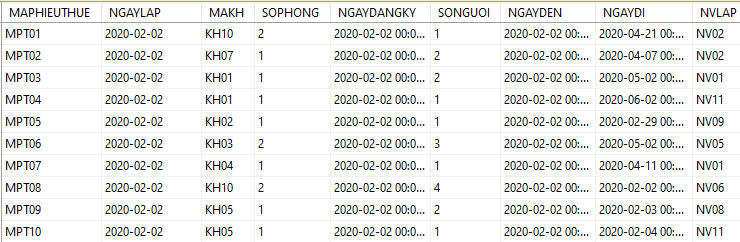 MAPHIEUTHUE NGAYLAP MAKH SOPHONG NGAYDANGKY SONGUOI NGAYDEN NGAYDI NVLAP
MPT01 2020-02-02 KH10 2 2020-02-02 00:0... 1 2020-02-02 00:... 2020-04-21 00:... NV02
MPT02 2020-02-02 KH07 1 2020-02-02 00:0... 2 2020-02-02 00:... 2020-04-07 00:... NV02
MPT03 2020-02-02 KH01 1 2020-02-02 00:0... 2 2020-02-02 00:... 2020-05-02 00:... NV01
MPT04 2020-02-02 KH01 1 2020-02-02 00:0... 1 2020-02-02 00:... 2020-06-02 00:... NV11
MPT05 2020-02-02 KH02 1 2020-02-02 00:0... 1 2020-02-02 00:... 2020-02-29 00:... NV09
MPT06 2020-02-02 KH03 2 2020-02-02 00:0... 3 2020-02-02 00:... 2020-05-02 00:... NV05
MPT07 2020-02-02 KH04 1 2020-02-02 00:0... 1 2020-02-02 00:... 2020-04-11 00:... NV01
MPT08 2020-02-02 KH10 2 2020-02-02 00:0... 4 2020-02-02 00:... 2020-02-02 00:... NV06
MPT09 2020-02-02 KH05 1 2020-02-02 00:0... 2 2020-02-02 00:... 2020-02-03 00:... NV08
MPT10 2020-02-02 KH05 1 2020-02-02 00:0... 1 2020-02-02 00:... 2020-02-04 00:... NV11